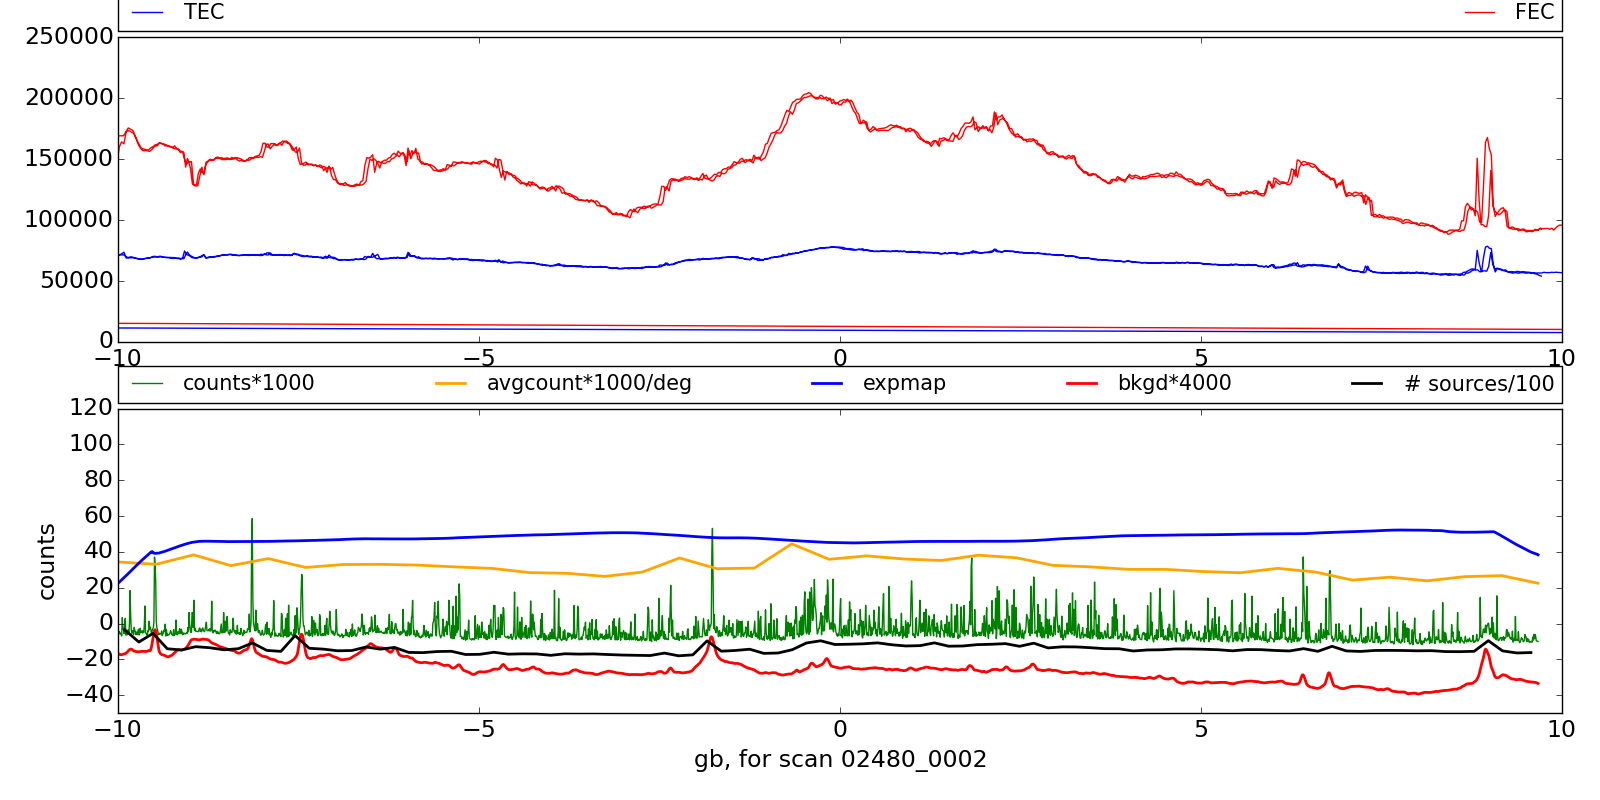 TEC FEC
250000
200000
150000
100000
50000
0
−10 −5 0 5 10
counts*1000 avgcount*1000/deg expmap bkgd*4000 # sources/100
120
100
80
60
40
20
0
−20
−40
counts
−10 −5 0 5 10
gb, for scan 02480_0002